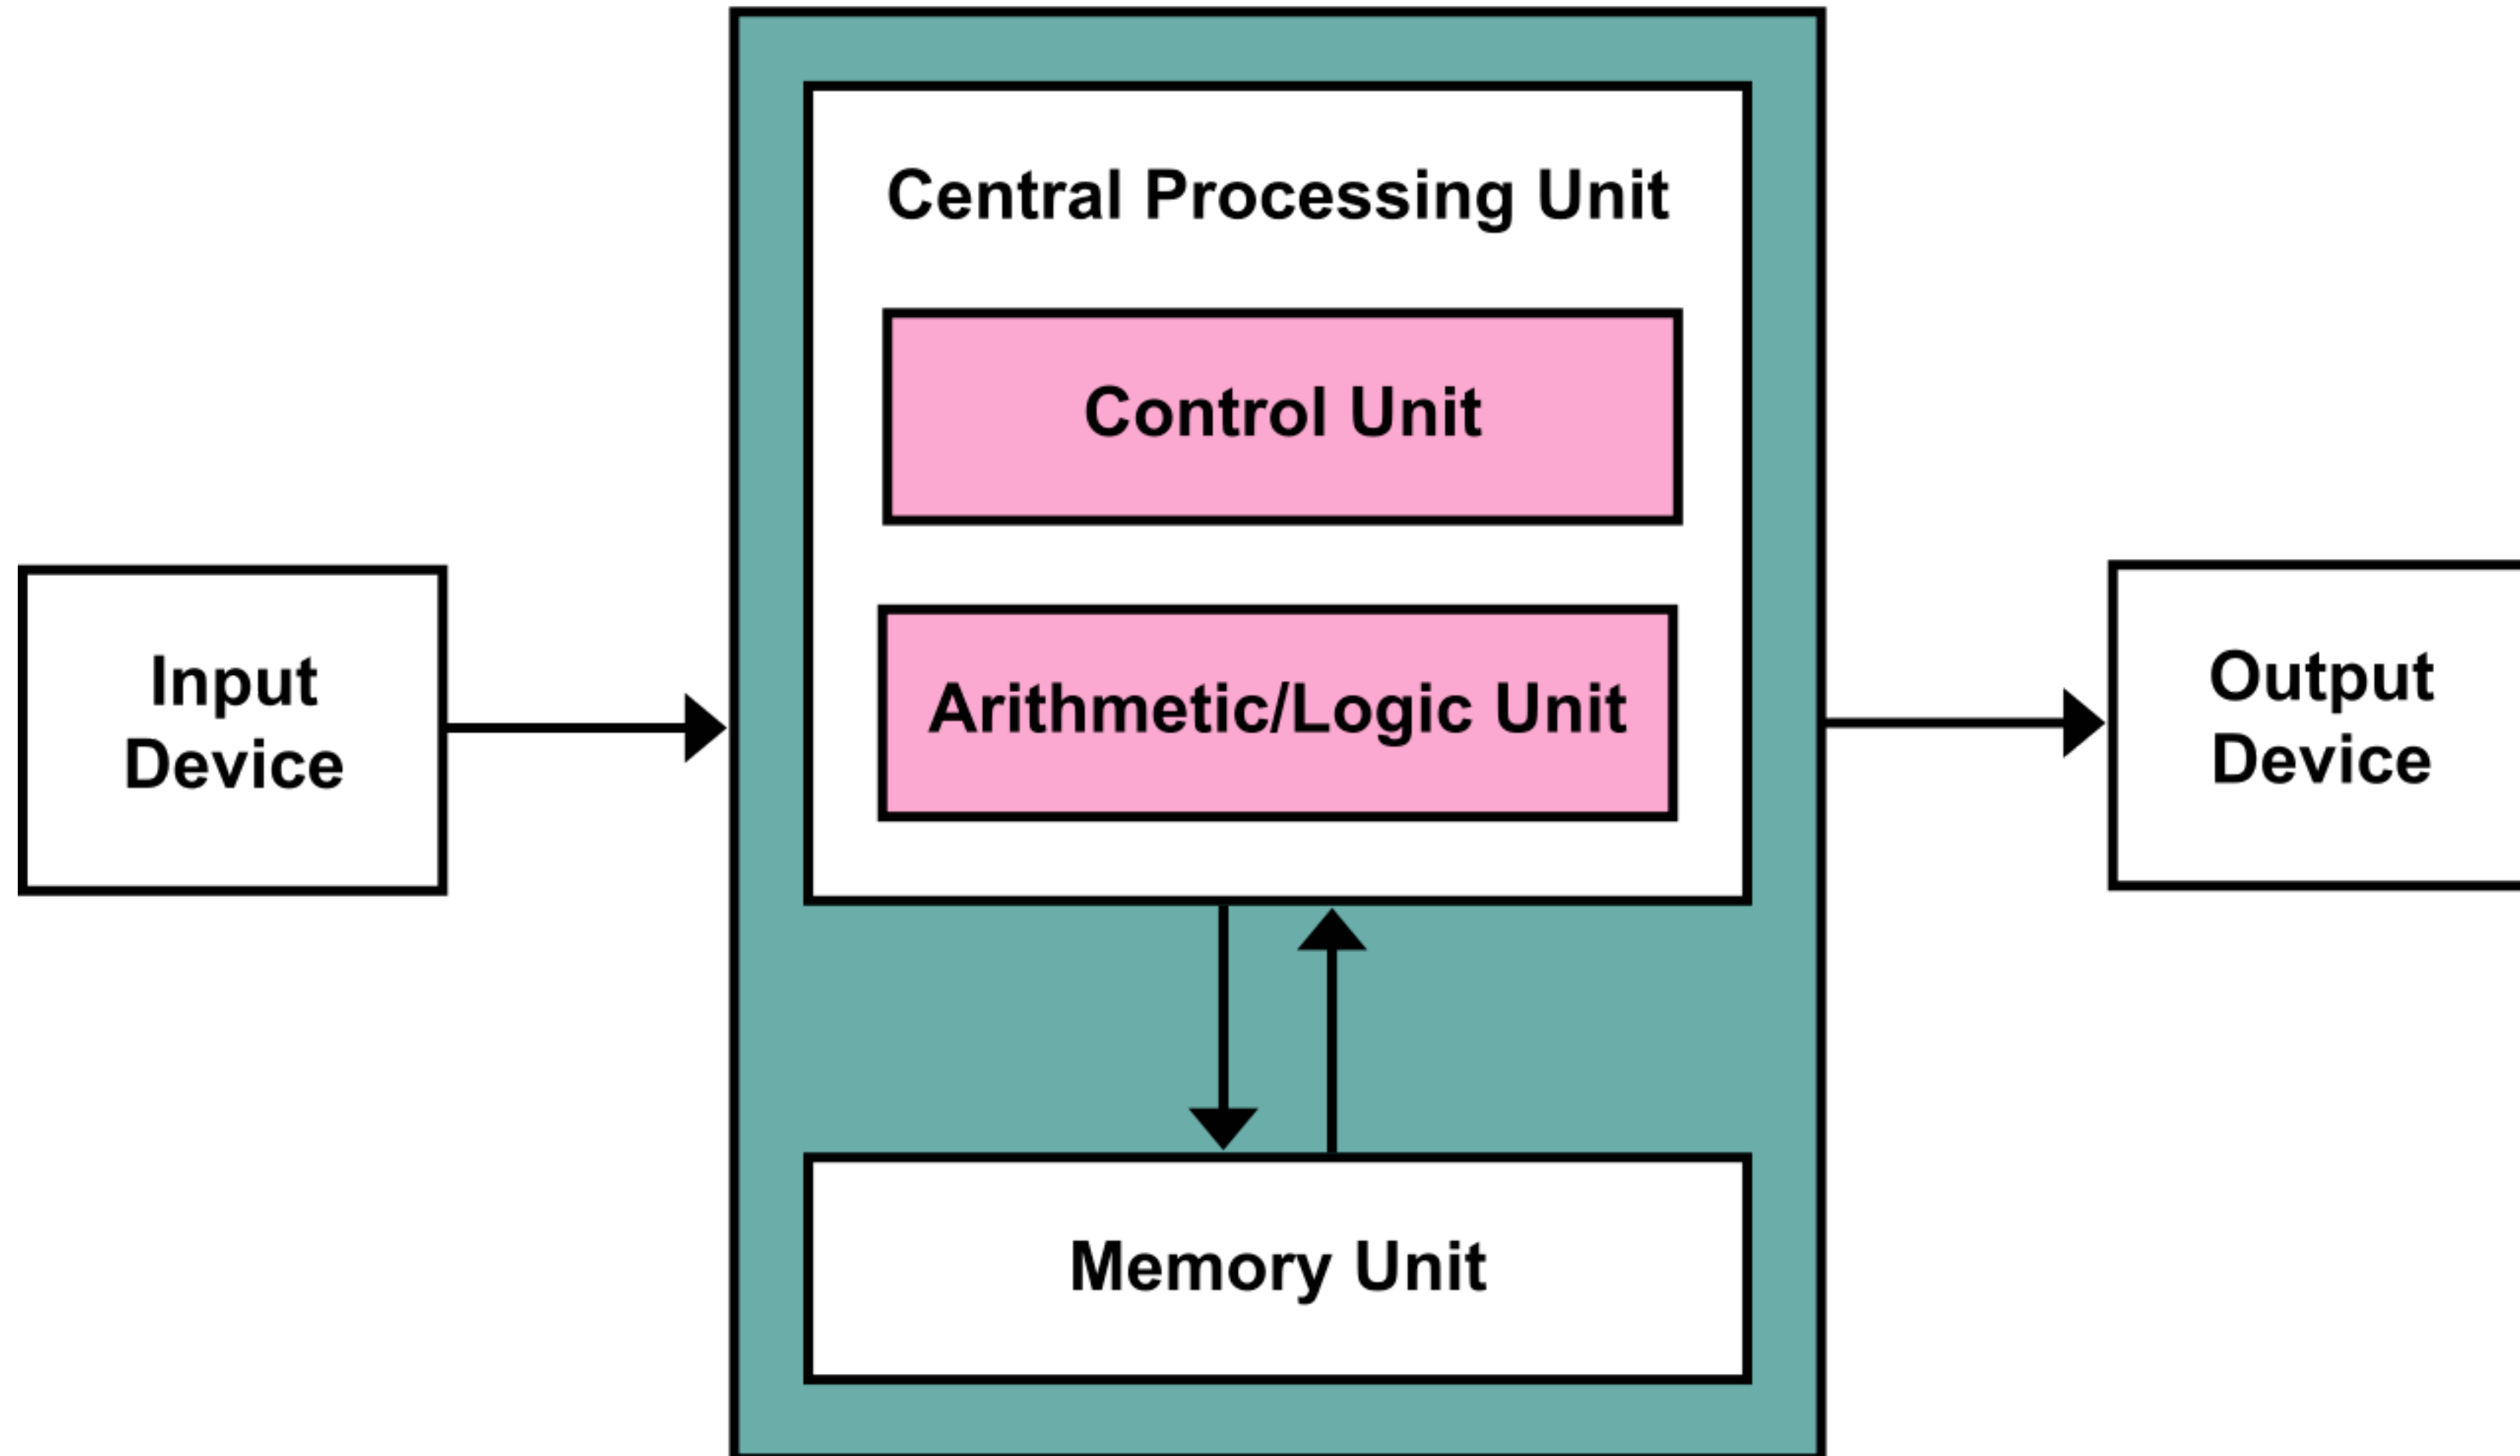 Central Processing Unit
Control Unit
Arithmetic/Logic Unit
Input
Device
Output
Device
Memory Unit